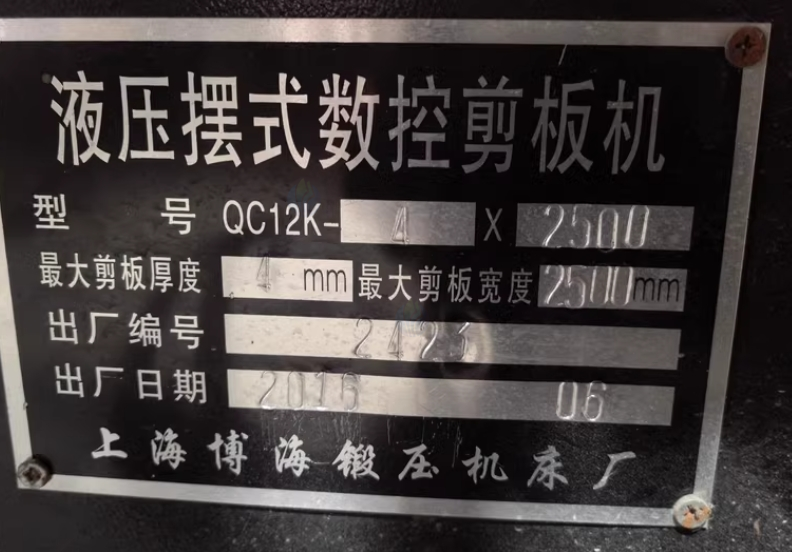 液压摆式数控剪板机
型号 QC12K- 4 X 2500
最大剪板厚度 4 mm 最大剪板宽度 2500mm
出厂编号 2423
出厂日期 2016 06
上海博海锻压机床厂